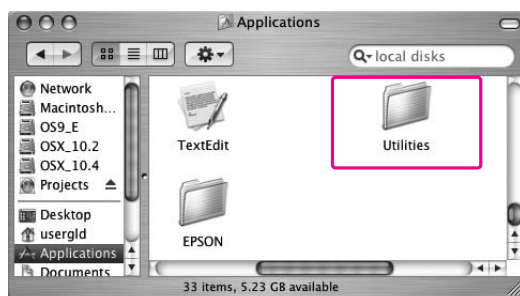 Applications
local disks
Network
Macintosh...
OS9_E
OSX_10.2
OSX_10.4
Projects
Desktop
usergld
Applications
Documents
TextEdit
Utilities
EPSON
33 items, 5.23 GB available